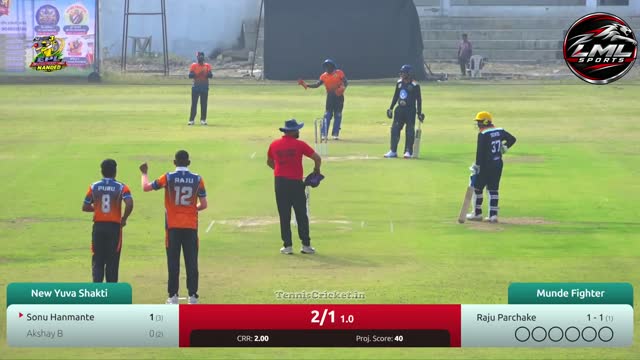 NANDED
LML
SPORTS
37
PURU
8
RAJU
12
TennisCricket.in
New Yuva Shakti
Munde Fighter
Sonu Hanmante 1 (3)
2/1 1.0
Raju Parchake 1 - 1 (1)
Akshay B 0 (2)
CRR: 2.00 Proj. Score: 40